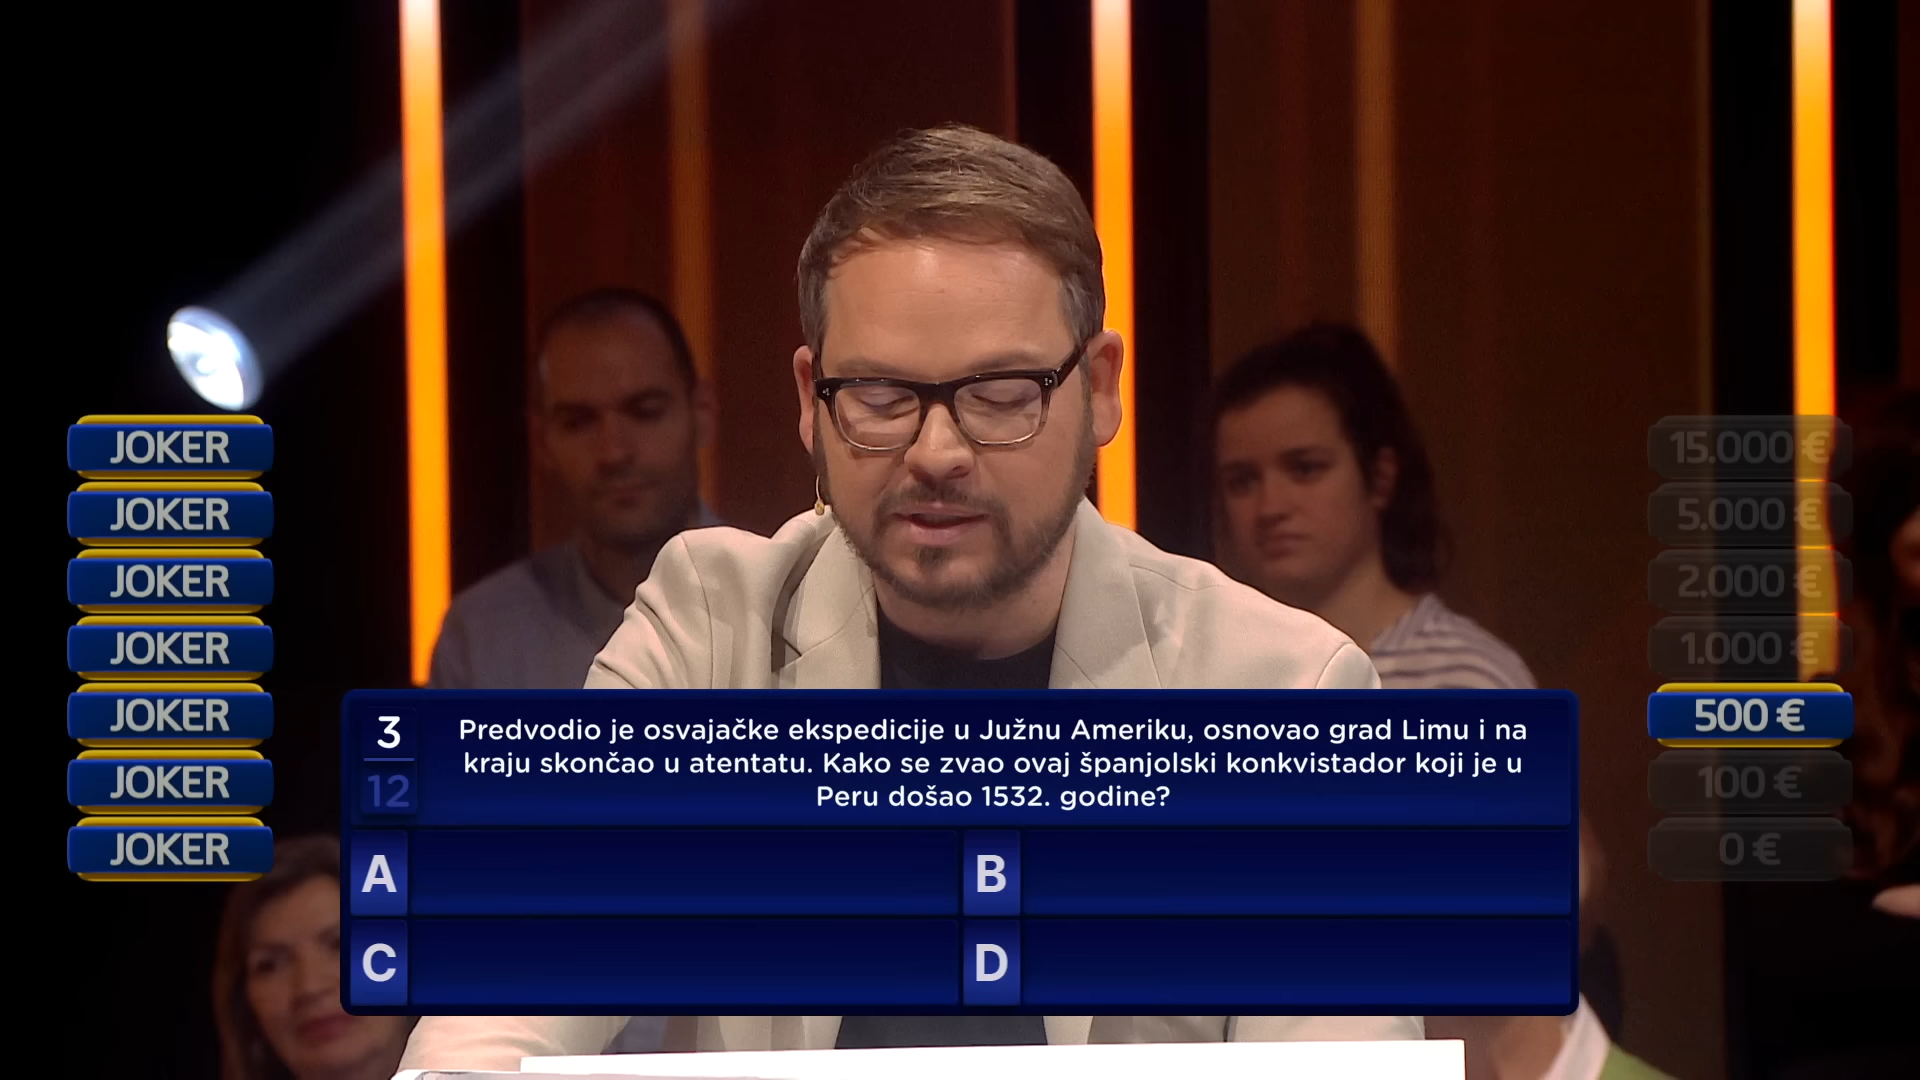 JOKER
JOKER
JOKER
JOKER
JOKER
JOKER
JOKER
15.000 €
5.000 €
2.000 €
1.000 €
500 €
100 €
0 €
3
12
Predvodio je osvajačke ekspedicije u Južnu Ameriku, osnovao grad Limu i na
kraju skončao u atentatu. Kako se zvao ovaj španjolski konkvistador koji je u
Peru došao 1532. godine?
A
B
C
D